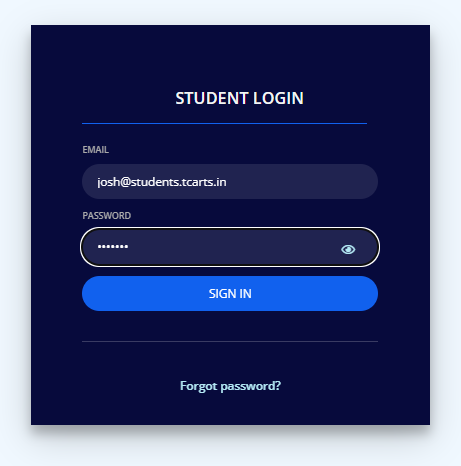 STUDENT LOGIN
EMAIL
josh@students.tcarts.in
PASSWORD
•••••••
SIGN IN
Forgot password?